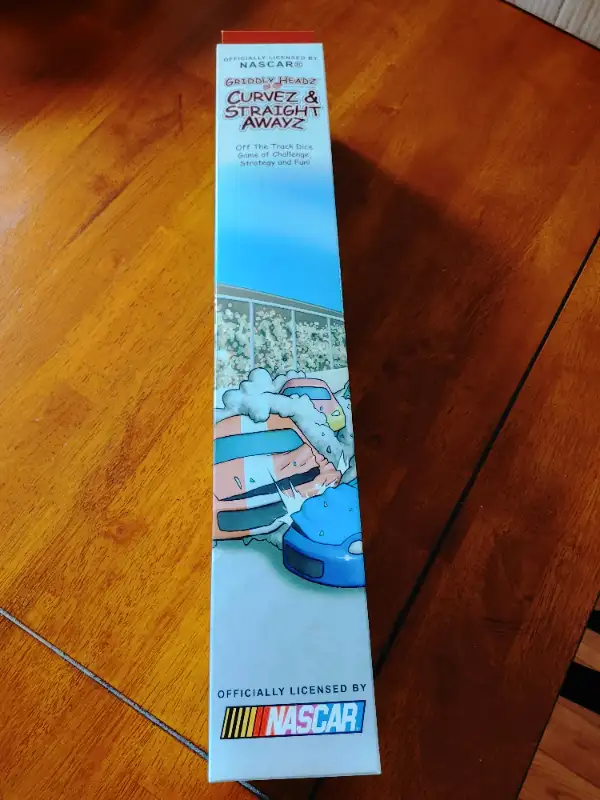 OFFICIALLY LICENSED BY
NASCAR®
GRIDDLY HEADZ
CURVEZ &
STRAIGHT
AWAYZ
Off The Track Dice
Game of Challenge,
Strategy and Fun!
OFFICIALLY LICENSED BY
NASCAR